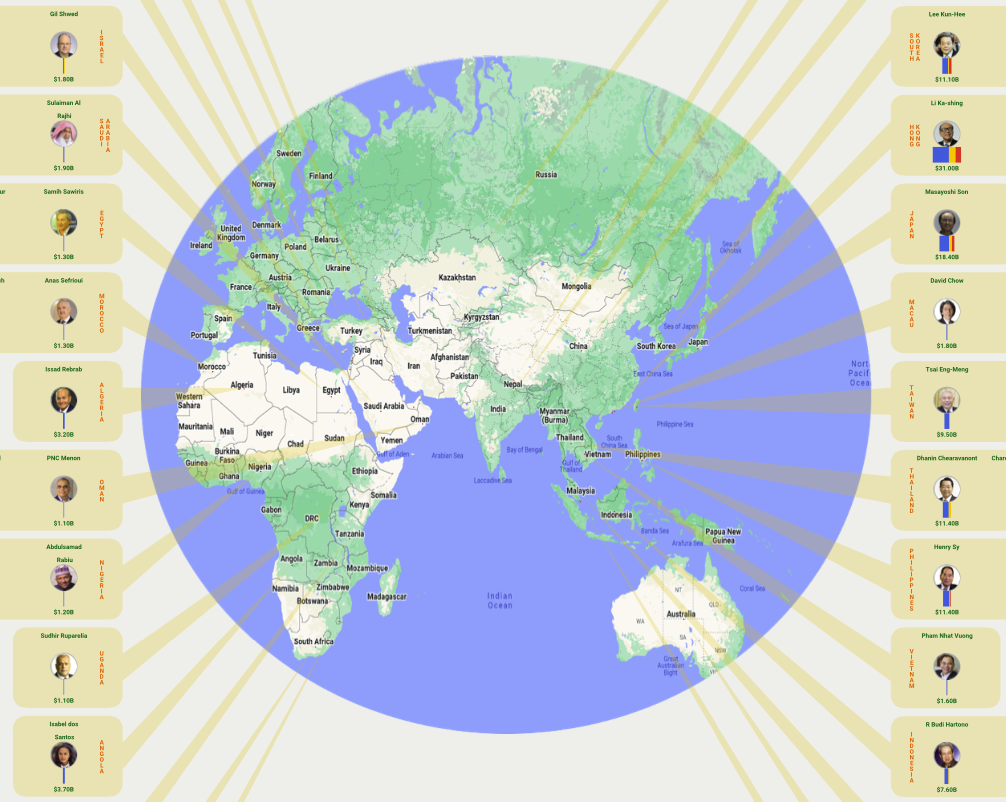 Gil Shwed
ISRAEL
$1.80B
Sulaiman Al
Rajhi
SAUDI
ARABIA
$1.90B
ur
Samih Sawiris
EGYPT
$1.30B
Anas Sefrioui
MOROCCO
$1.30B
Issad Rebrab
ALGERIA
$3.20B
PNC Menon
OMAN
$1.10B
Abdulsamad
Rabiu
NIGERIA
$1.20B
Sudhir Ruparelia
UGANDA
$1.10B
Isabel dos
Santos
ANGOLA
$3.70B
Sweden
Norway
Finland
Russia
United
Kingdom
Ireland
Denmark
Poland
Belarus
Germany
Ukraine
Austria
France
Romania
Italy
Spain
Greece
Portugal
Turkey
Kazakhstan
Mongolia
Kyrgyzstan
Turkmenistan
Sea of
Okhotsk
Sea of Japan
Japan
South Korea
China
East China Sea
North
Pacif
Ocea
Tunisia
Syria
Iraq
Iran
Afghanistan
Pakistan
Nepal
Morocco
Algeria
Libya
Egypt
Western
Sahara
Saudi Arabia
Oman
India
Myanmar
(Burma)
Mauritania
Mali
Niger
Chad
Sudan
Yemen
Gulf of Aden
Arabian Sea
Bay of Bengal
Thailand
Philippine Sea
South
China Sea
Vietnam
Philippines
Gulf of
Thailand
Laccadive Sea
Burkina
Faso
Guinea
Ghana
Nigeria
Ethiopia
Gulf of Guinea
Somalia
Kenya
Gabon
DRC
Tanzania
Malaysia
Indonesia
Banda Sea
Arafura Sea
Papua New
Guinea
Angola
Zambia
Mozambique
Namibia
Zimbabwe
Botswana
Madagascar
South Africa
Indian
Ocean
Coral Sea
NT
QLD
WA
Australia
SA
NSW
Great
Australian
Bight
Lee Kun-Hee
SOUTH
KOREA
$11.10B
Li Ka-shing
HONG
KONG
$31.00B
Masayoshi Son
JAPAN
$18.40B
David Chow
MACAU
$1.80B
Tsai Eng-Meng
TAIWAN
$9.50B
Dhanin Chearavanont
THAILAND
$11.40B
Henry Sy
PHILIPPINES
$11.40B
Pham Nhat Vuong
VIETNAM
$1.60B
R Budi Hartono
INDONESIA
$7.60B